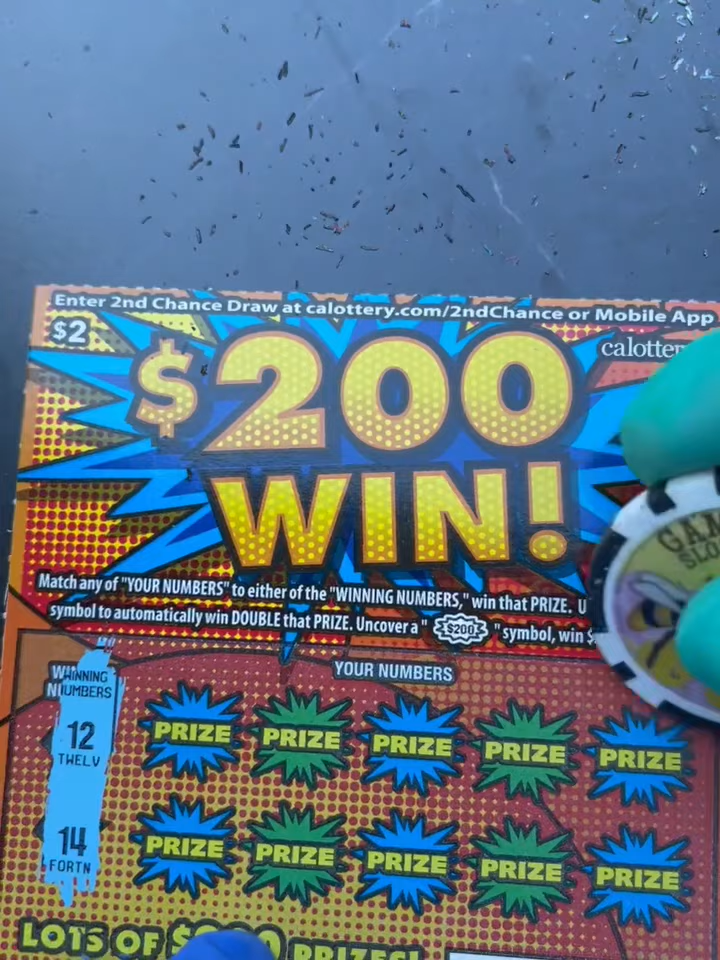 Enter 2nd Chance Draw at calottery.com/2ndChance or Mobile App
$2
$200
WIN!
Match any of "YOUR NUMBERS" to either of the "WINNING NUMBERS," win that PRIZE.
symbol to automatically win DOUBLE that PRIZE. Uncover a " $200 " symbol, win
WINNING
NUMBERS
YOUR NUMBERS
12
TWELV
14
FORTN
PRIZE PRIZE PRIZE PRIZE PRIZE
PRIZE PRIZE PRIZE PRIZE PRIZE
LOTS OF PRIZES!